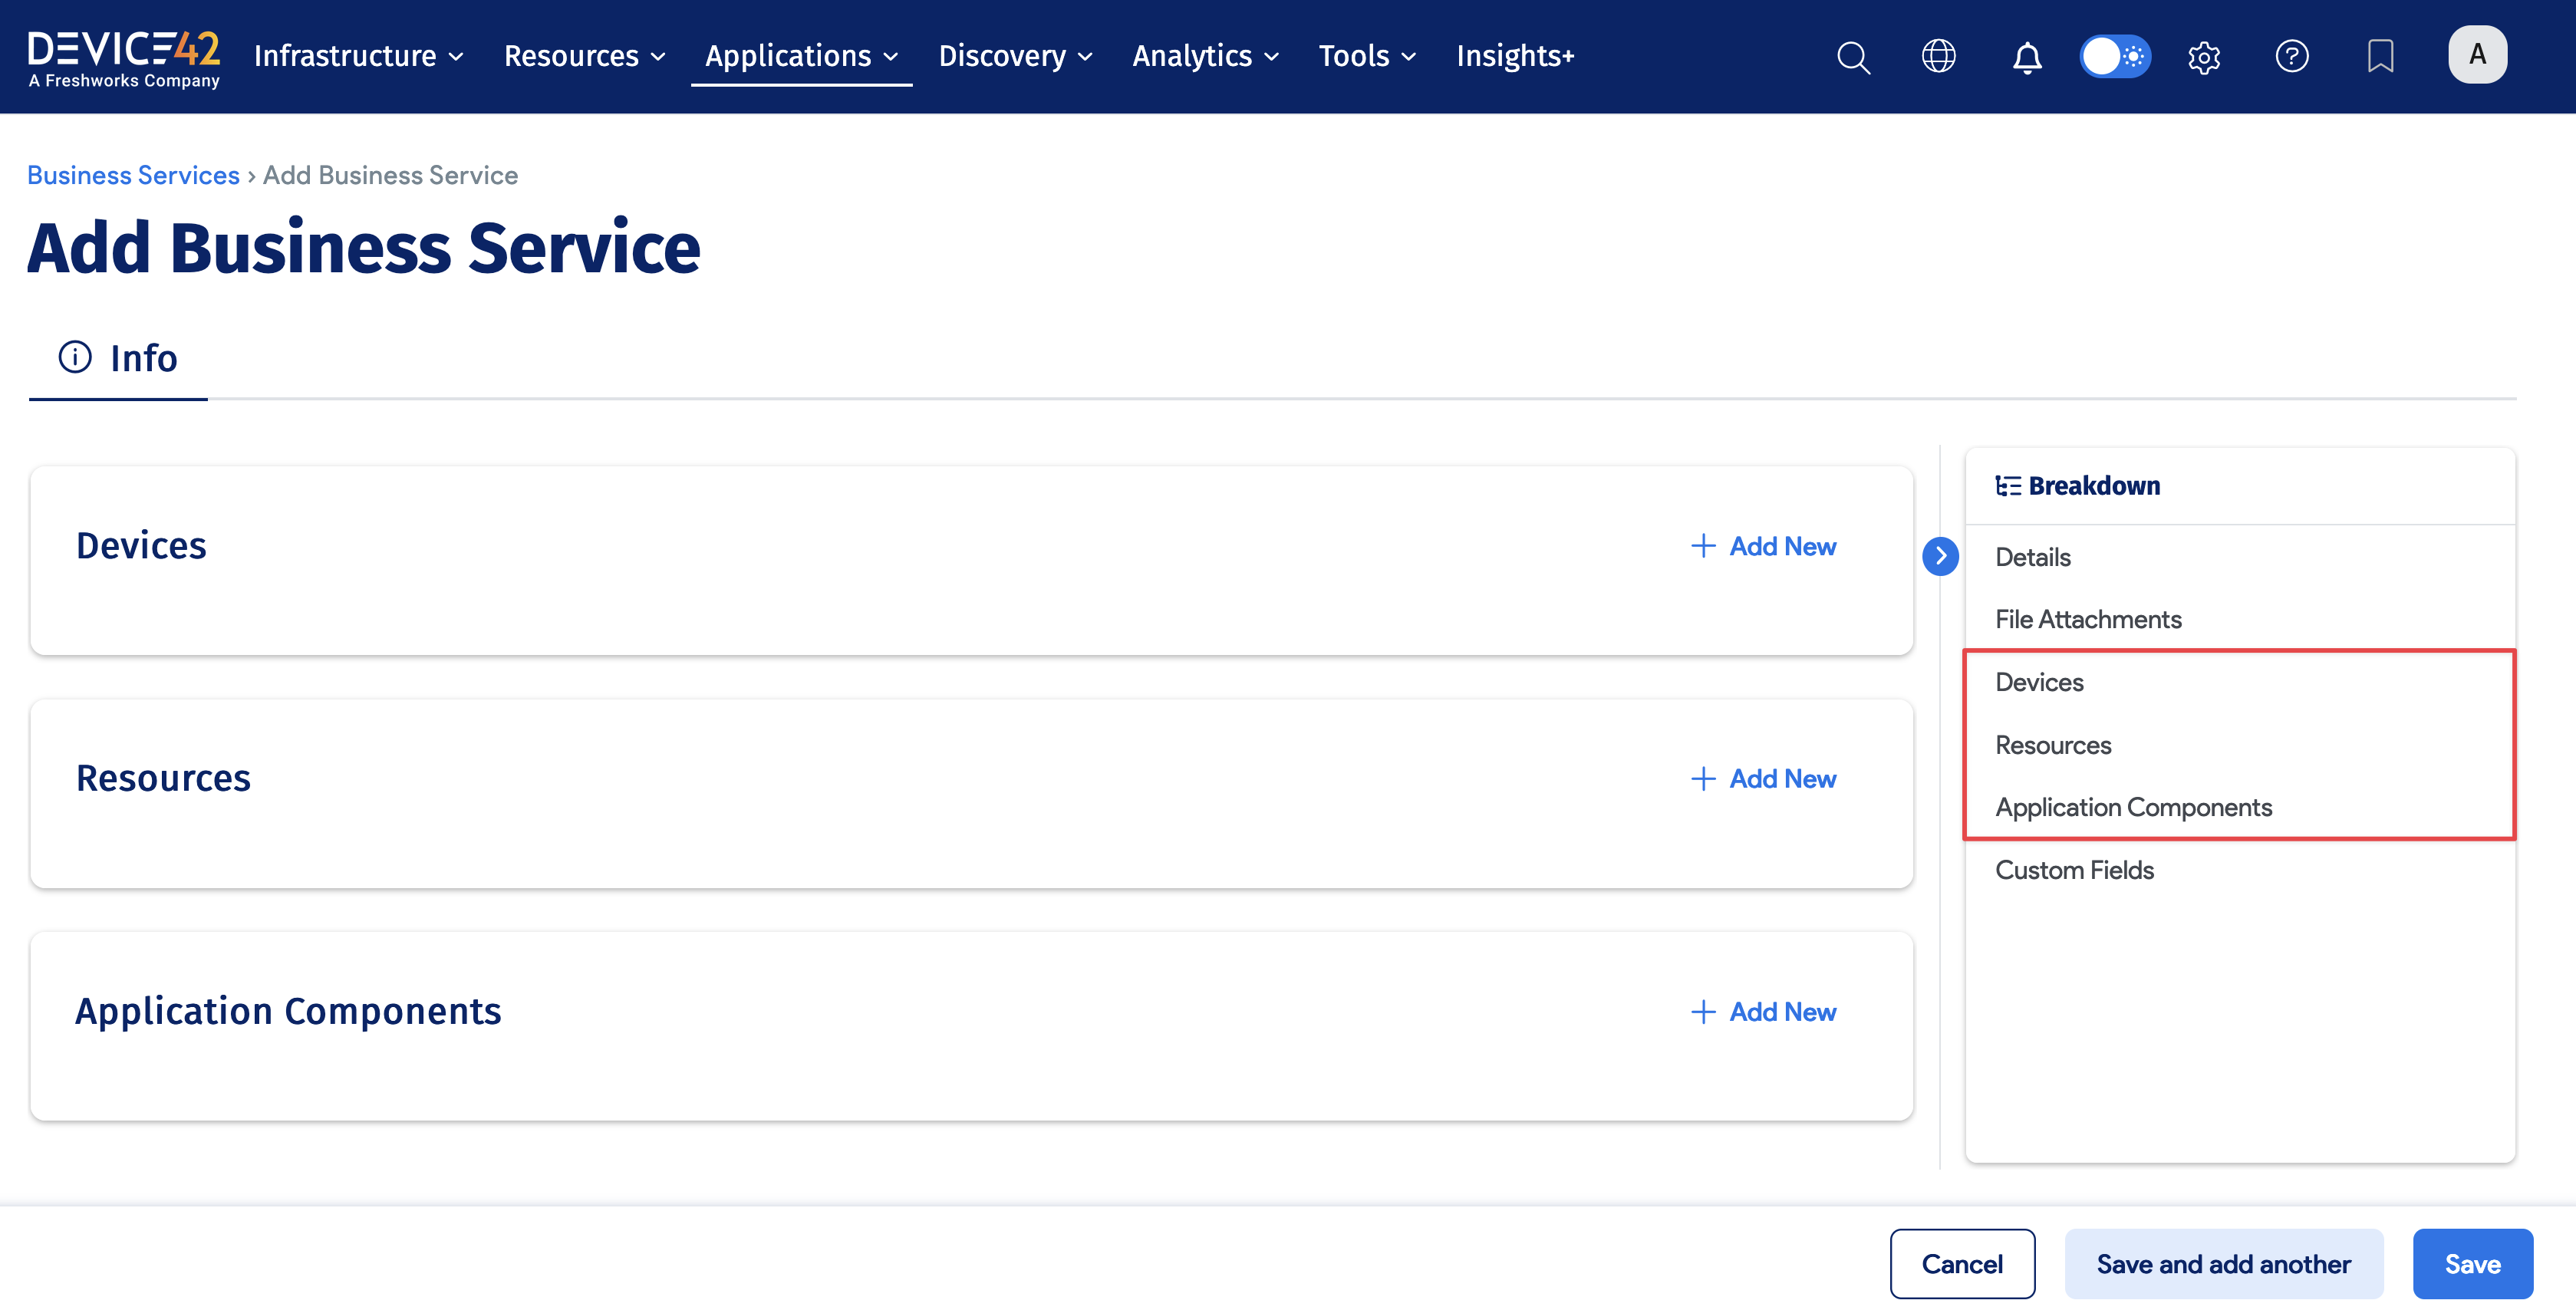 DEVICE42
A Freshworks Company
Infrastructure Resources Applications Discovery Analytics Tools Insights+
A
Business Services › Add Business Service
Add Business Service
Info
Devices
Add New
Resources
Add New
Application Components
Add New
Breakdown
Details
File Attachments
Devices
Resources
Application Components
Custom Fields
Cancel Save and add another Save